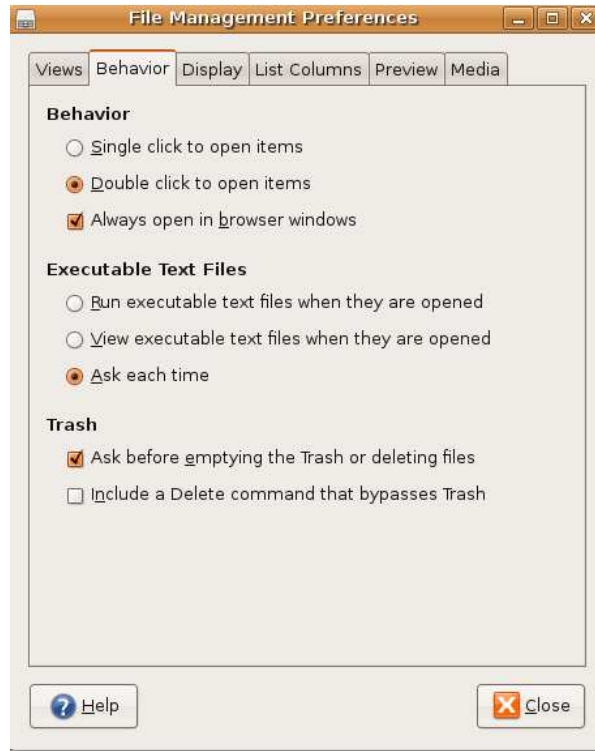 File Management Preferences
Views Behavior Display List Columns Preview Media
Behavior
Single click to open items
Double click to open items
Always open in browser windows
Executable Text Files
Run executable text files when they are opened
View executable text files when they are opened
Ask each time
Trash
Ask before emptying the Trash or deleting files
Include a Delete command that bypasses Trash
Help Close